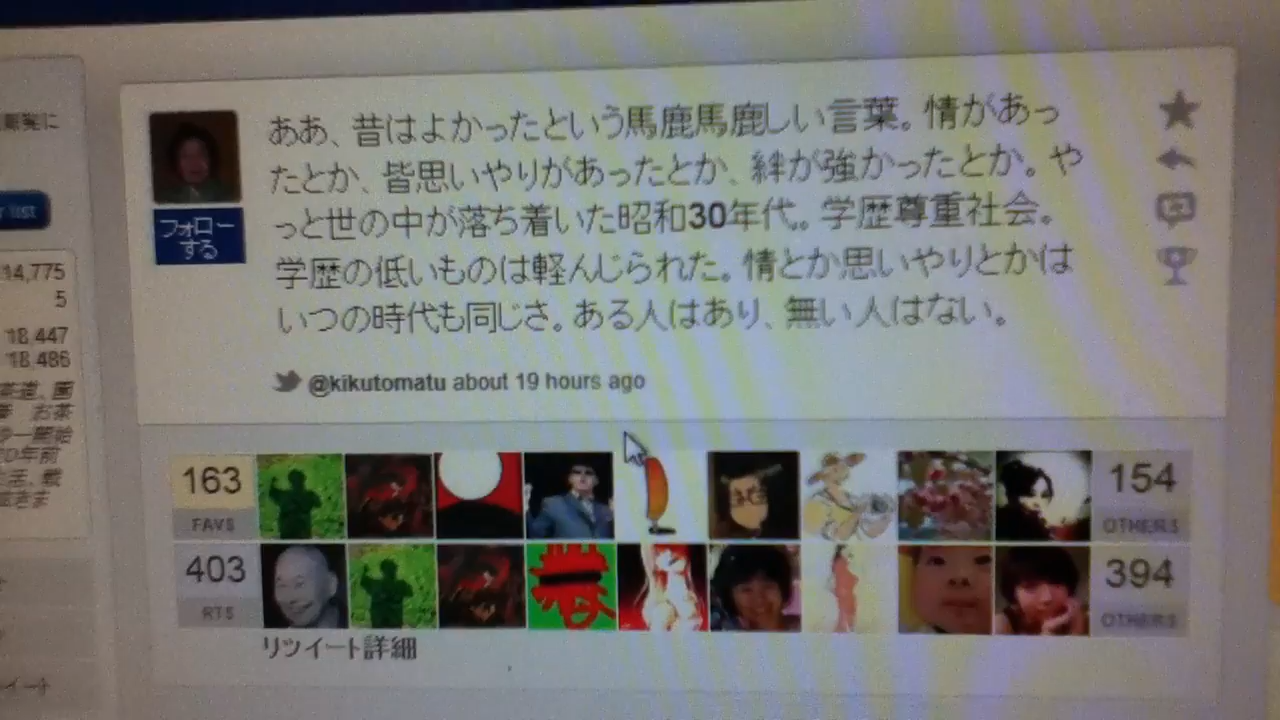 ああ、昔はよかったという馬鹿馬鹿しい言葉。情があっ
たとか、皆思いやりがあったとか、絆が強かったとか。や
っと世の中が落ち着いた昭和30年代。学歴尊重社会。
学歴の低いものは軽んじられた。情とか思いやりとかは
いつの時代も同じさ。ある人はあり、無い人はない。
フォロー
する
@kikutomatu about 19 hours ago
list
14,775
5
18,447
18,486
163
FAVS
154
OTHERS
403
RTS
394
OTHERS
リツイート詳細